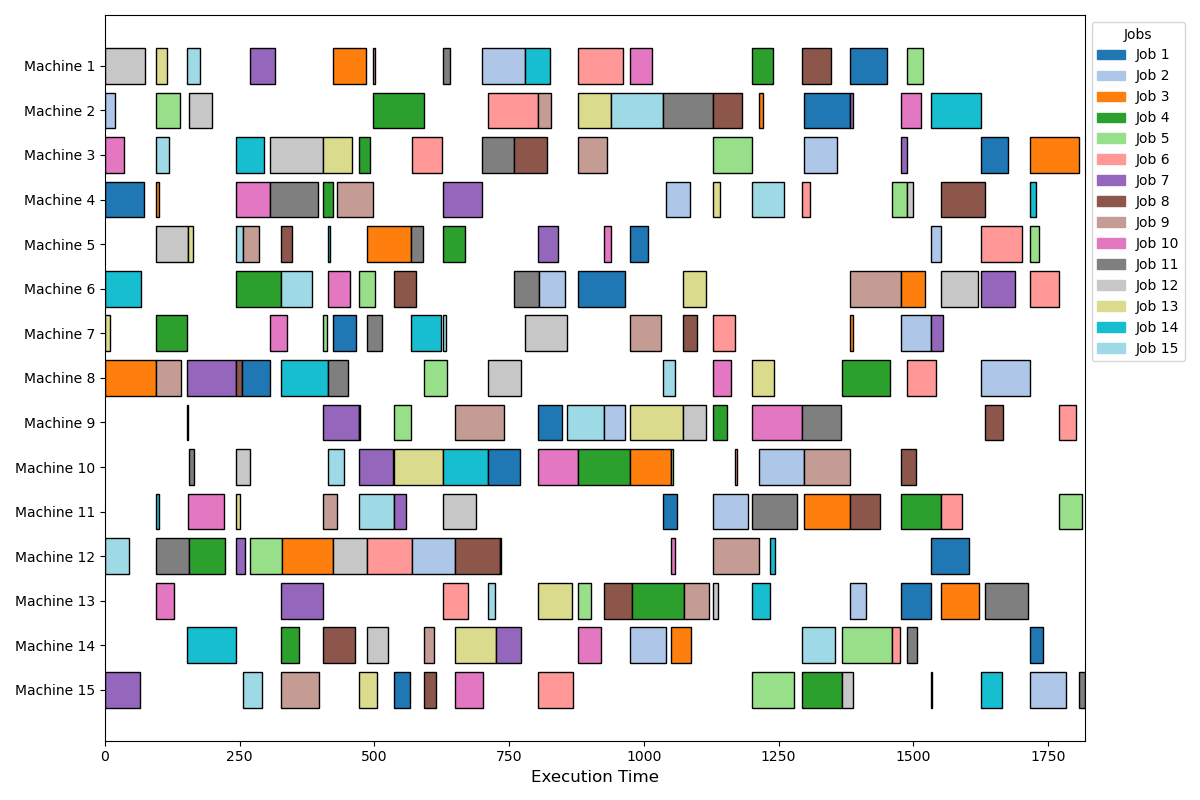 Machine 1
Machine 2
Machine 3
Machine 4
Machine 5
Machine 6
Machine 7
Machine 8
Machine 9
Machine 10
Machine 11
Machine 12
Machine 13
Machine 14
Machine 15
0 250 500 750 1000 1250 1500 1750
Execution Time
Jobs
Job 1
Job 2
Job 3
Job 4
Job 5
Job 6
Job 7
Job 8
Job 9
Job 10
Job 11
Job 12
Job 13
Job 14
Job 15